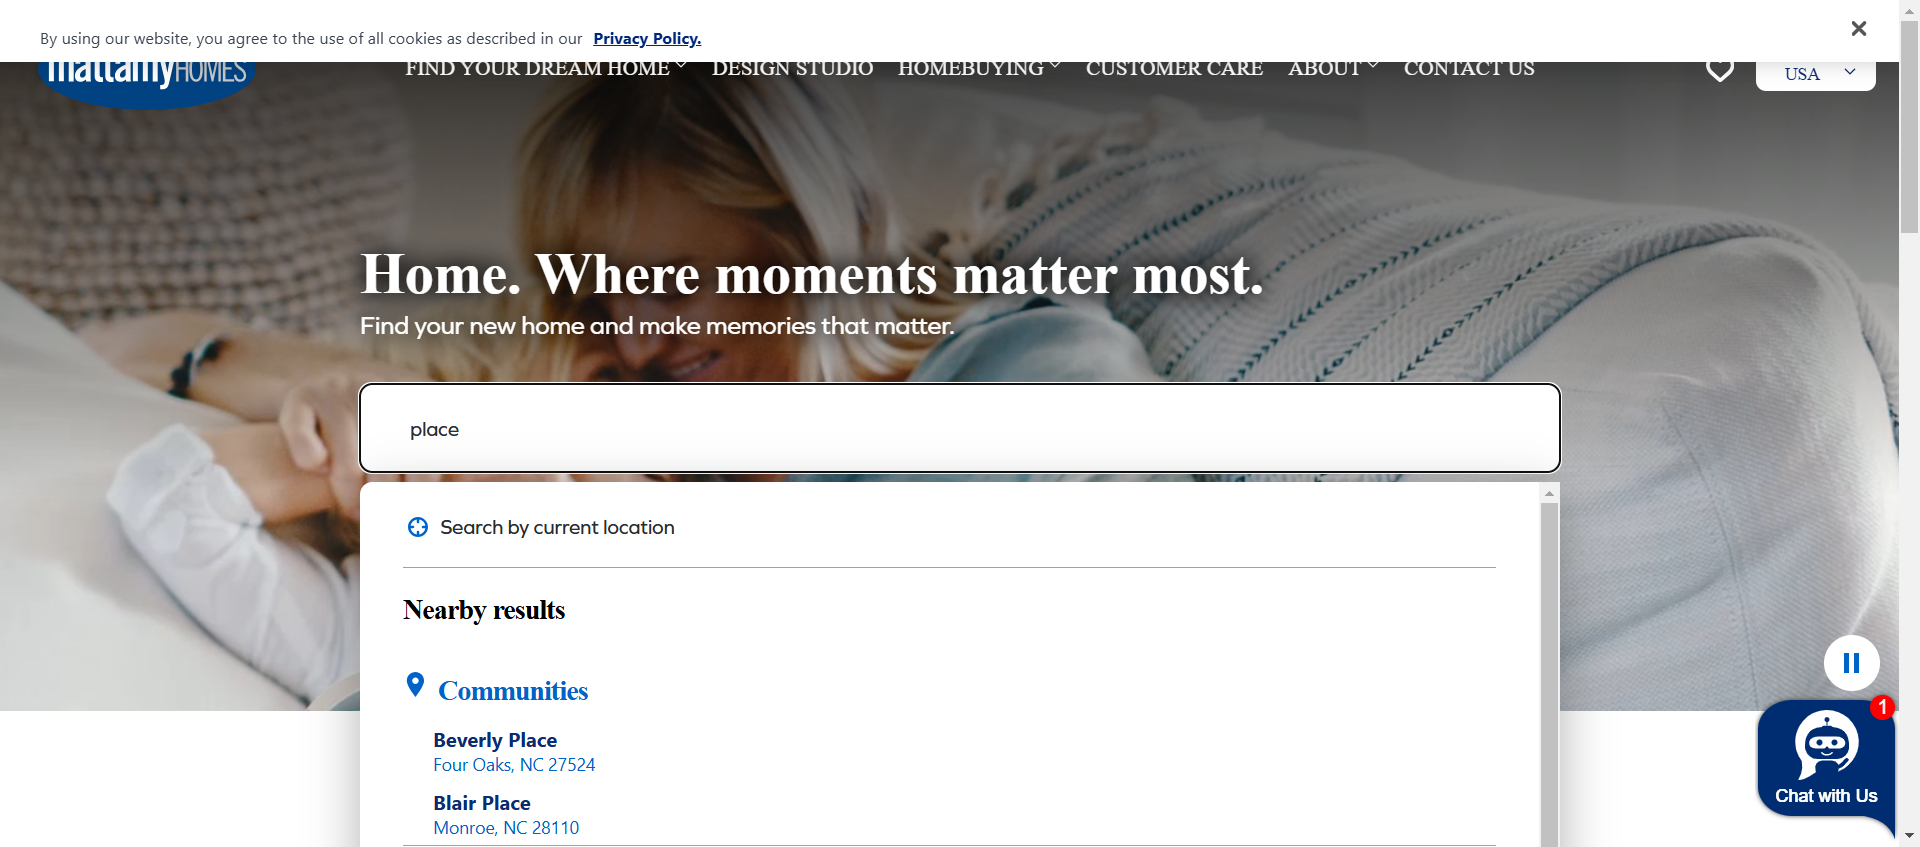 By using our website, you agree to the use of all cookies as described in our Privacy Policy.
mattamyHOMES
FIND YOUR DREAM HOME
DESIGN STUDIO
HOMEBUYING
CUSTOMER CARE
ABOUT
CONTACT US
USA
Home. Where moments matter most.
Find your new home and make memories that matter.
place
Search by current location
Nearby results
Communities
Beverly Place
Four Oaks, NC 27524
Blair Place
Monroe, NC 28110
1
Chat with Us